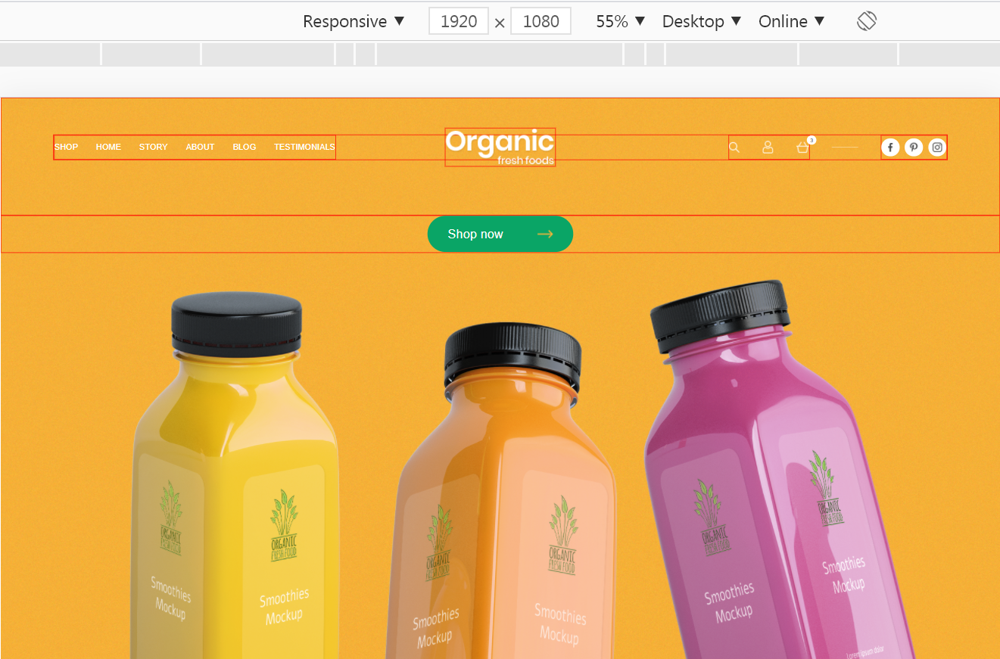 Responsive ▼ 1920 × 1080 55% ▼ Desktop ▼ Online ▼
SHOP HOME STORY ABOUT BLOG TESTIMONIALS
Organic
fresh foods
3
Shop now
ORGANIC
FRESH FOOD
Smoothies
Mockup
ORGANIC
FRESH FOOD
Smoothies
Mockup
ORGANIC
FRESH FOOD
Smoothies
Mockup
ORGANIC
FRESH FOOD
Smoothies
Mockup
ORGANIC
FRESH FOOD
Smoothies
Mockup
ORGANIC
FRESH FOOD
Smoothies
Mockup
Lorem ipsum dolor